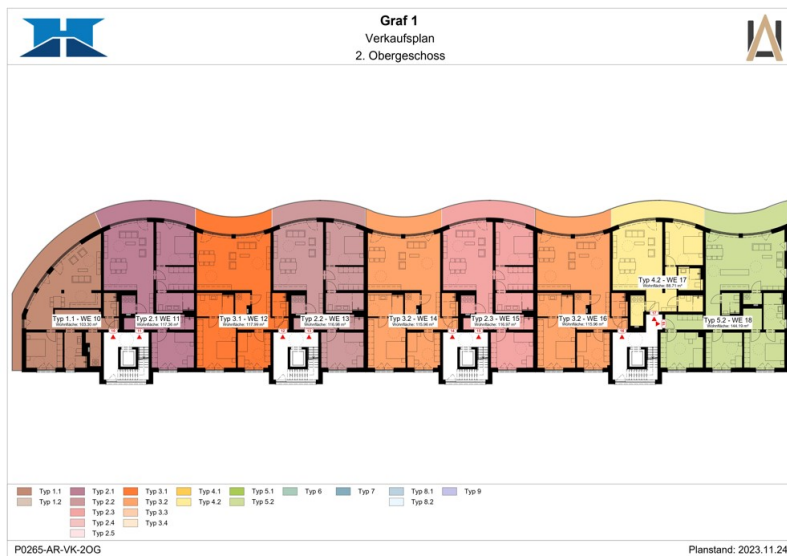 Graf 1
Verkaufsplan
2. Obergeschoss
Typ 4.2 - WE 17
Typ 1.1 - WE 10
Typ 2.1 WE 11
Typ 3.1 - WE 12
Typ 2.2 - WE 13
Typ 3.2 - WE 14
Typ 2.3 - WE 15
Typ 3.2 - WE 16
Typ 5.2 - WE 18
Typ 1.1 Typ 2.1 Typ 3.1 Typ 4.1 Typ 5.1 Typ 6 Typ 7 Typ 8.1 Typ 9
Typ 1.2 Typ 2.2 Typ 3.2 Typ 4.2 Typ 5.2 Typ 8.2
Typ 2.3 Typ 3.3
Typ 2.4 Typ 3.4
Typ 2.5
P0265-AR-VK-2OG Planstand: 2023.11.24